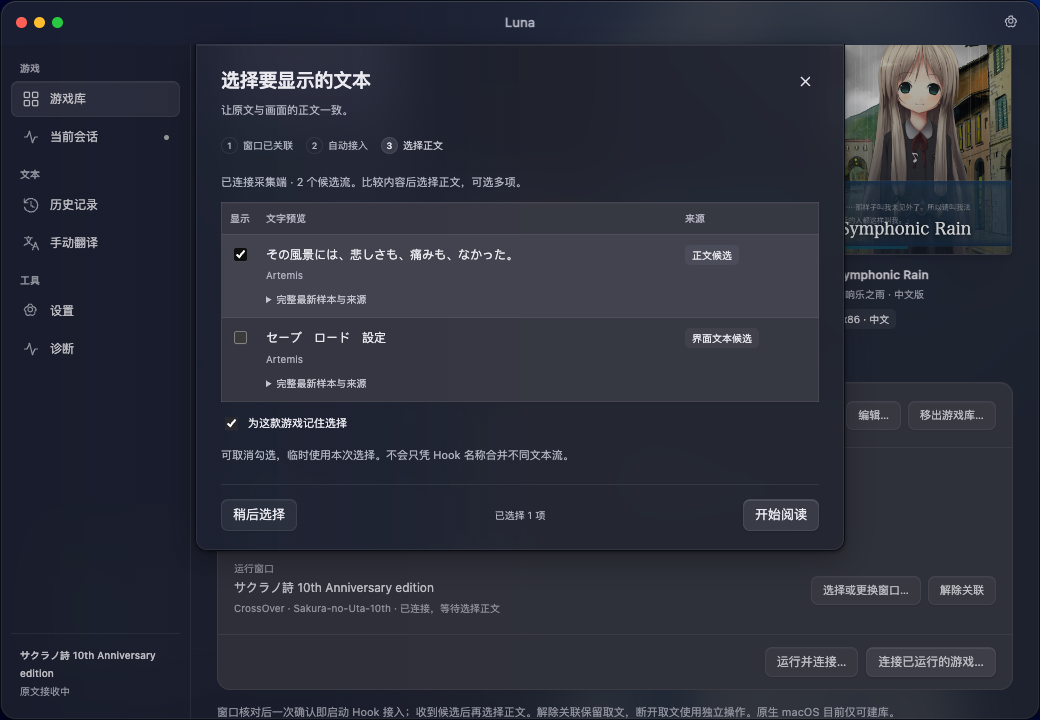 Luna
游戏
游戏库
当前会话
文本
历史记录
手动翻译
工具
设置
诊断
サクラノ詩 10th Anniversary
edition
原文接收中
选择要显示的文本
让原文与画面的正文一致。
1 窗口已关联 2 自动接入 3 选择正文
已连接采集端 · 2 个候选流。比较内容后选择正文，可选多项。
显示 文字预览 来源
その風景には、悲しさも、痛みも、なかった。 正文候选
Artemis
完整最新样本与来源
セーブ　ロード　設定 界面文本候选
Artemis
完整最新样本与来源
为这款游戏记住选择
可取消勾选，临时使用本次选择。不会只凭 Hook 名称合并不同文本流。
稍后选择 已选择 1 项 开始阅读
Symphonic Rain
ymphonic Rain
响乐之雨 · 中文版
86 · 中文
编辑... 移出游戏库...
运行窗口
サクラノ詩 10th Anniversary edition
CrossOver · Sakura-no-Uta-10th · 已连接，等待选择正文
选择或更换窗口... 解除关联
运行并连接... 连接已运行的游戏...
窗口核对后一次确认即启动 Hook 接入；收到候选后再选择正文。解除关联保留取文，断开取文使用独立操作。原生 macOS 目前仅可建库。